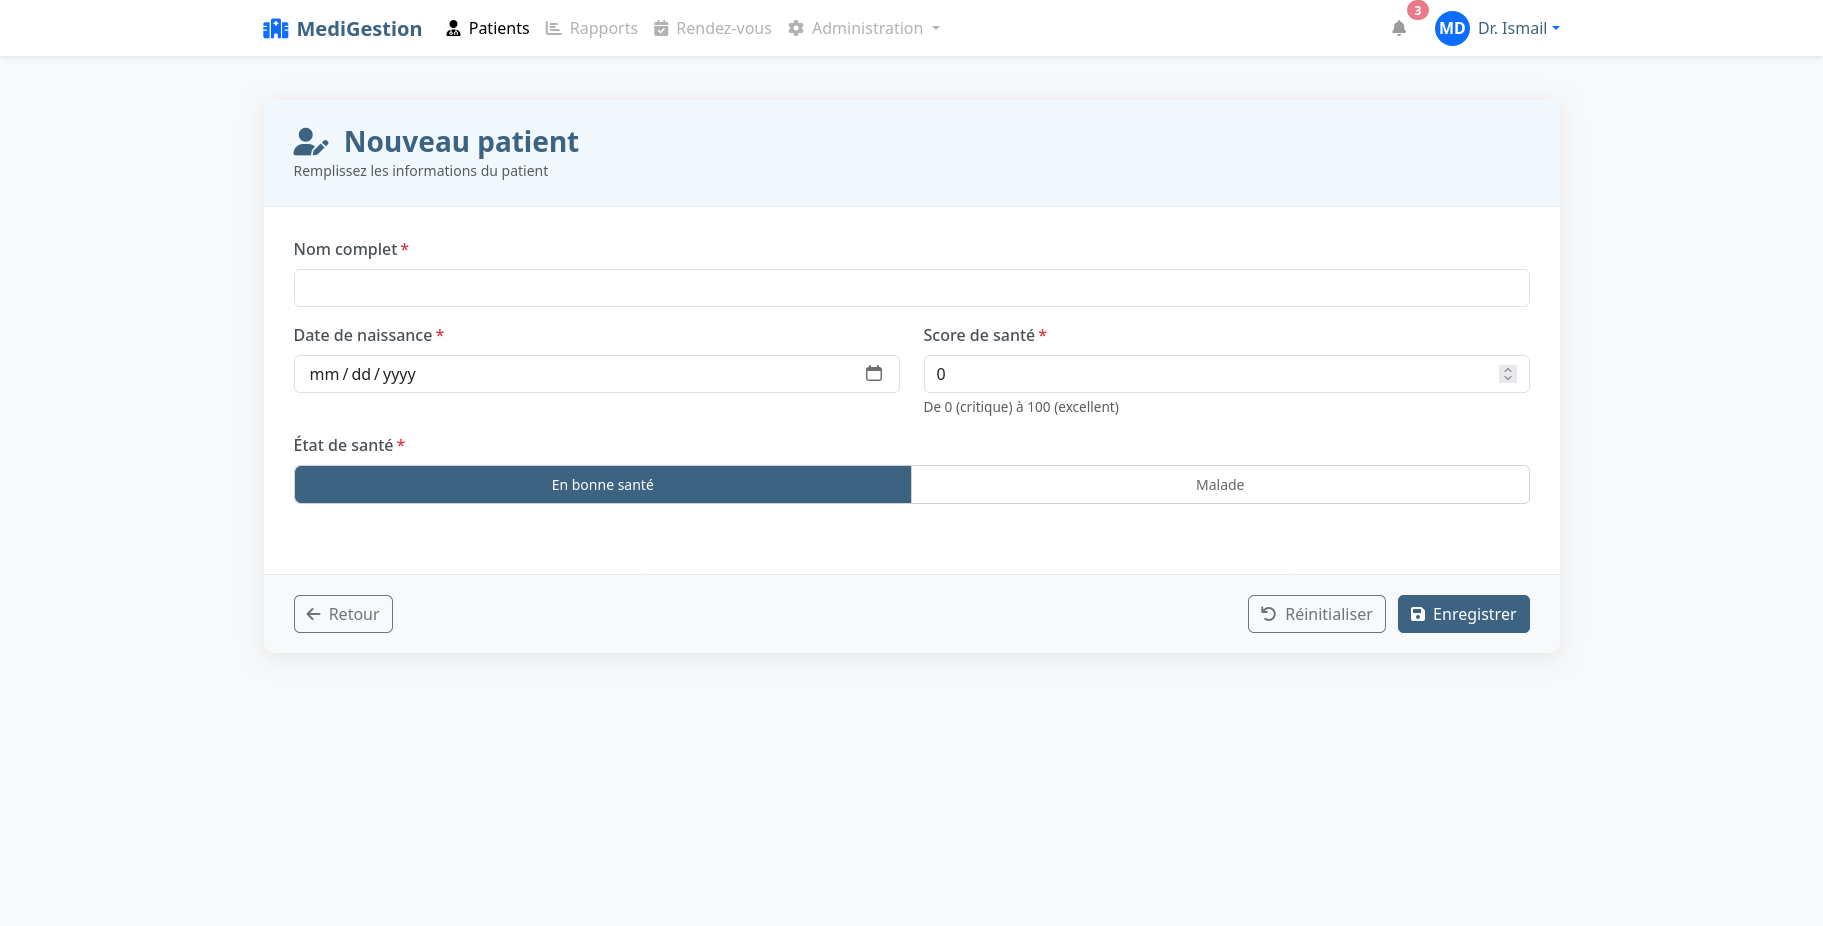 MediGestion Patients Rapports Rendez-vous Administration 3 MD Dr. Ismail
Nouveau patient
Remplissez les informations du patient
Nom complet *
Date de naissance * Score de santé *
mm / dd / yyyy 0
De 0 (critique) à 100 (excellent)
État de santé *
En bonne santé Malade
Retour Réinitialiser Enregistrer